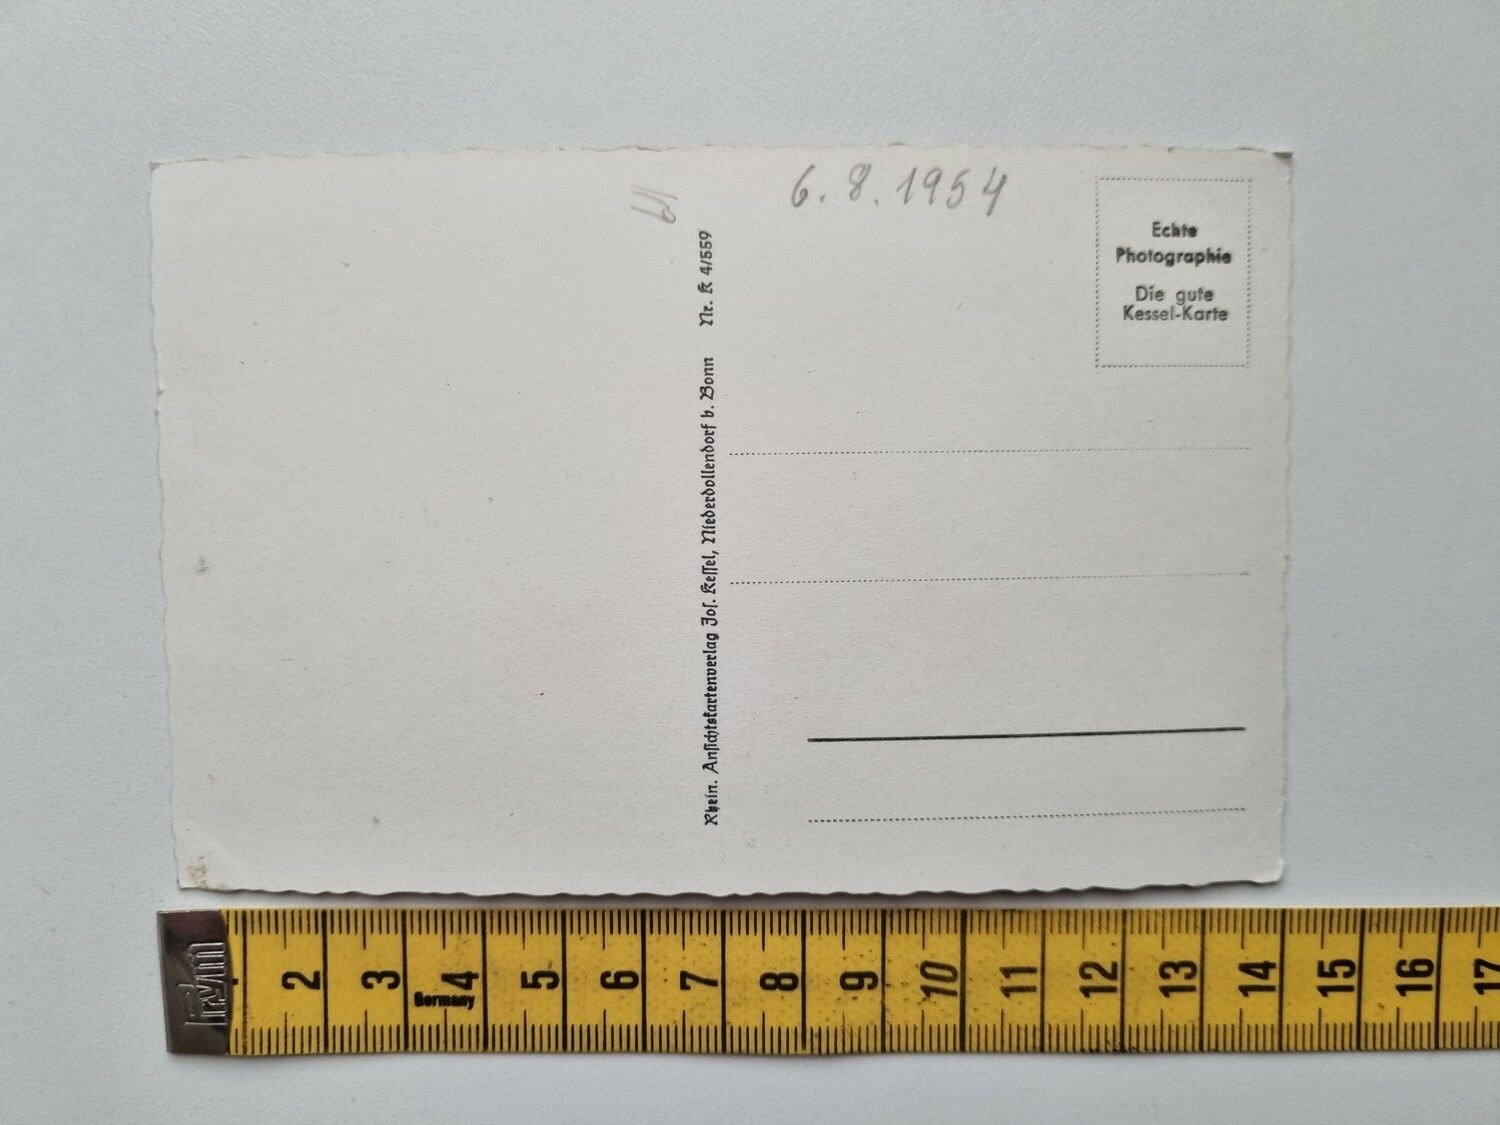 6. 8. 1954
Echte
Photographie
Die gute
Kessel-Karte
Rhein. Ansichtskartenverlag Jos. Kessel, Niederdollendorf b. Bonn Nr. K 4/559
Prym
2 3 4 5 6 7 8 9 10 11 12 13 14 15 16 17
Germany